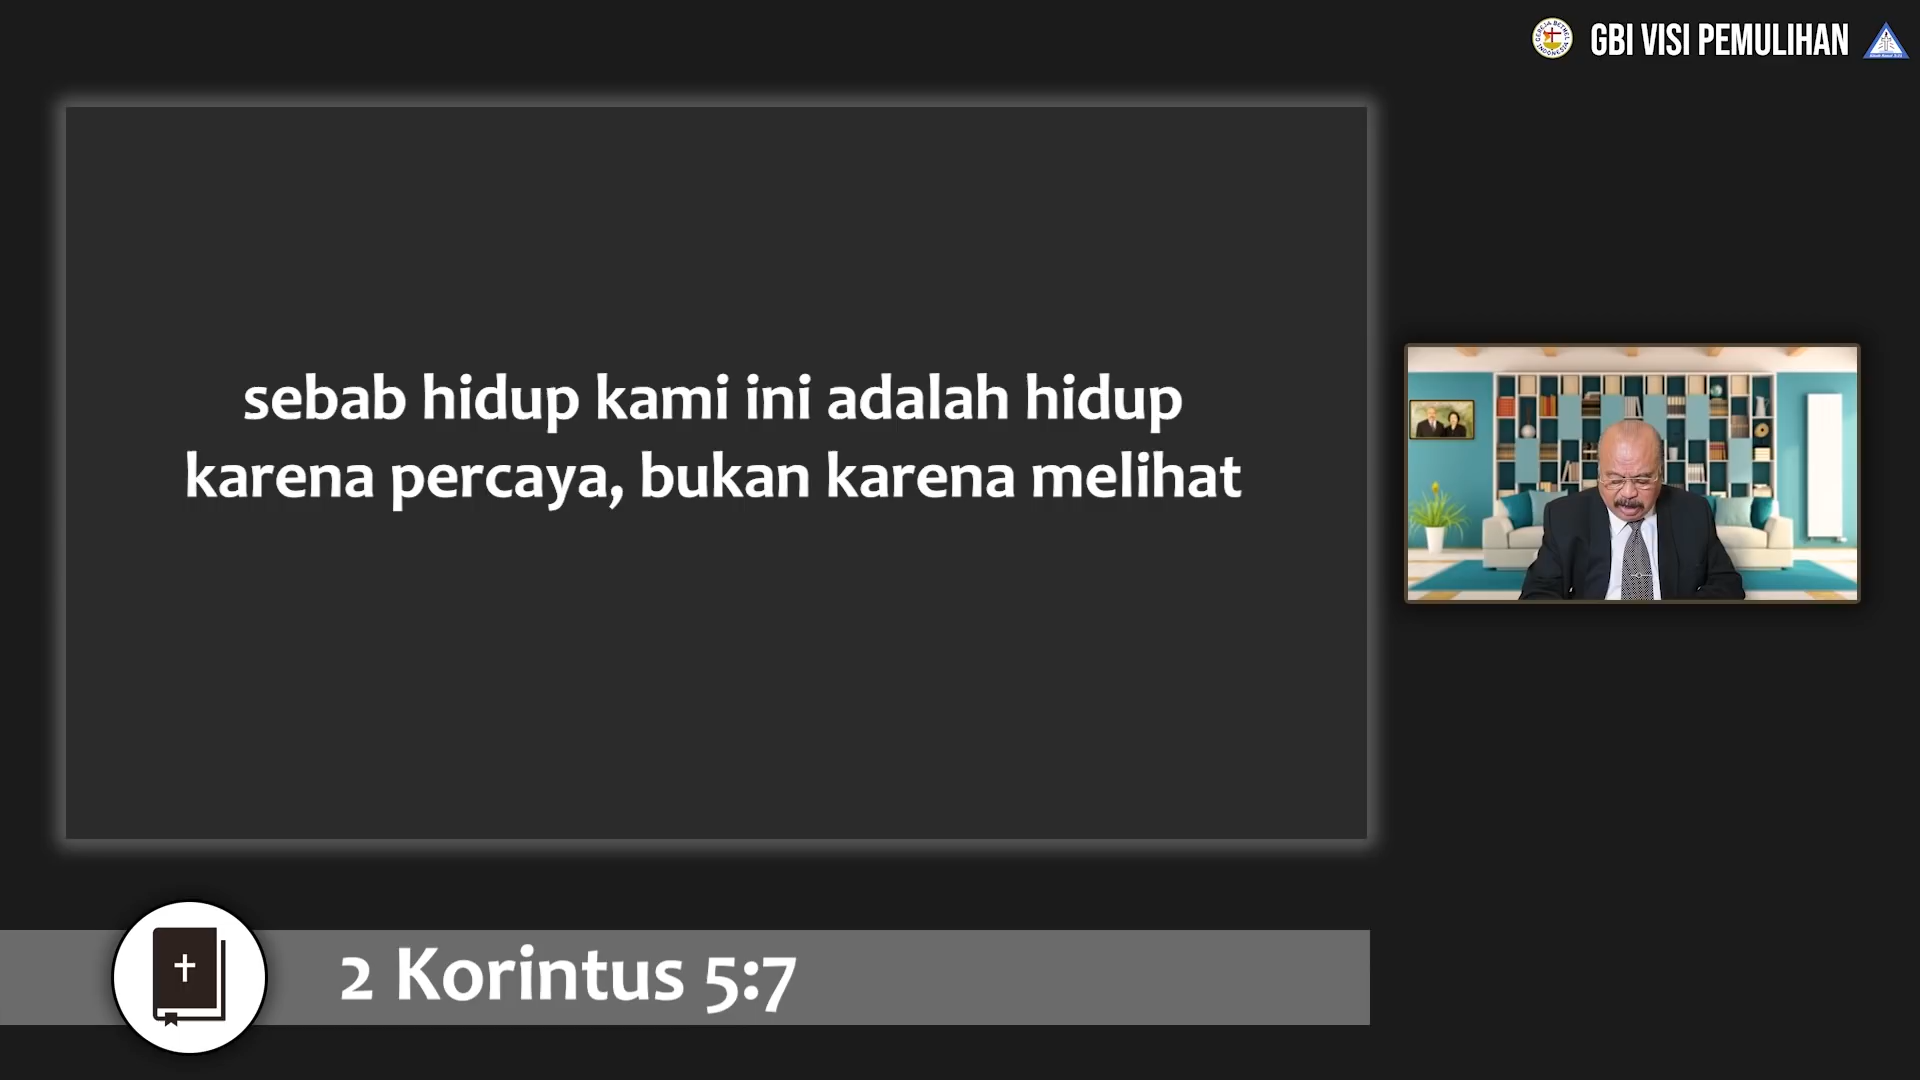 GBI VISI PEMULIHAN
sebab hidup kami ini adalah hidup
karena percaya, bukan karena melihat
2 Korintus 5:7